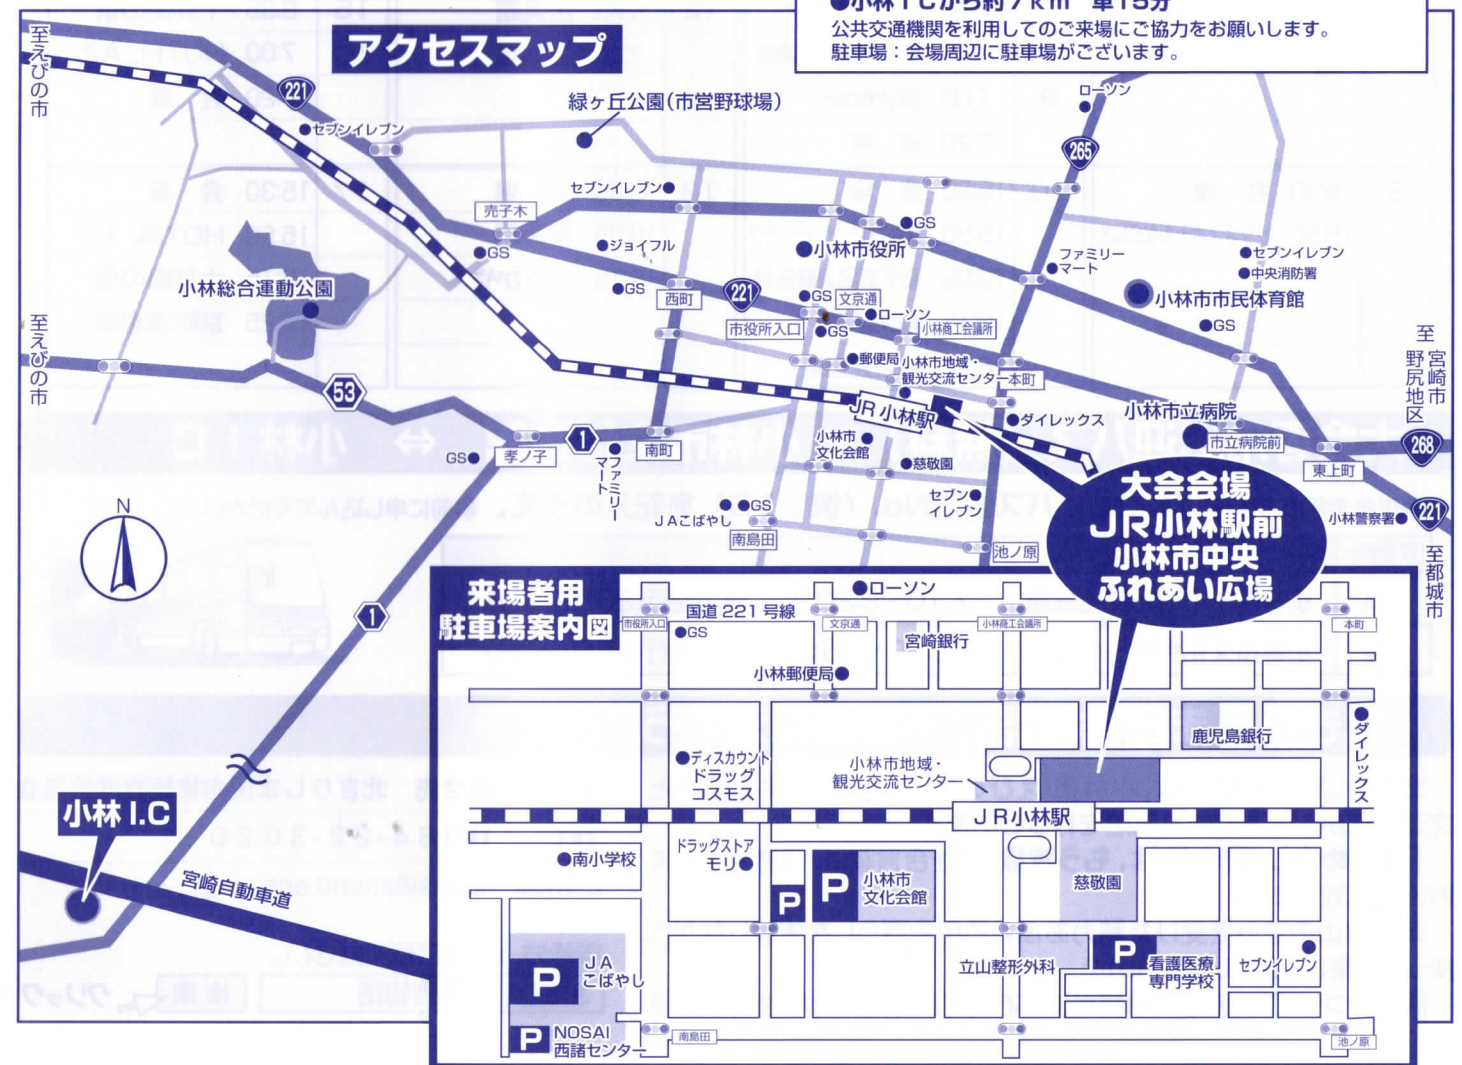 ●小林ICから約7km 車15分
公共交通機関を利用してのご来場にご協力をお願いします。
駐車場：会場周辺に駐車場がございます。
アクセスマップ
至えびの市
221
●セブンイレブン
緑ヶ丘公園(市営野球場)
●ローソン
265
セブンイレブン●
売子木
●GS
●ジョイフル
●GS
●GS
●小林市役所
ファミリー
●マート
●セブンイレブン
●中央消防署
小林総合運動公園
西町
221
●GS
文京通
●ローソン
市役所入口
●GS
小林商工会議所
●小林市市民体育館
●GS
至えびの市
53
●郵便局
小林市地域・
観光交流センター
本町
至
宮崎市
野尻地区
JR小林駅
●ダイレックス
小林市立病院
市立病院前
268
東上町
GS●
孝ノ子
1
ファミリーマート
南町
小林市
文化会館
●慈敬園
セブン
イレブン
JAこばやし
●GS
南島田
池ノ原
小林警察署●
221
至都城市
N
1
大会会場
JR小林駅前
小林市中央
ふれあい広場
小林I.C
宮崎自動車道
来場者用
駐車場案内図
●ローソン
国道221号線
市役所入口
文京通
小林商工会議所
本町
●GS
宮崎銀行
小林郵便局●
鹿児島銀行
●ダイレックス
●ディスカウント
ドラッグ
コスモス
小林市地域・
観光交流センター
JR小林駅
●南小学校
ドラッグストア
モリ●
P
P
小林市
文化会館
慈敬園
P
JA
こばやし
立山整形外科
P
看護医療
専門学校
セブンイレブン
P
NOSAI
西諸センター
南島田
池ノ原